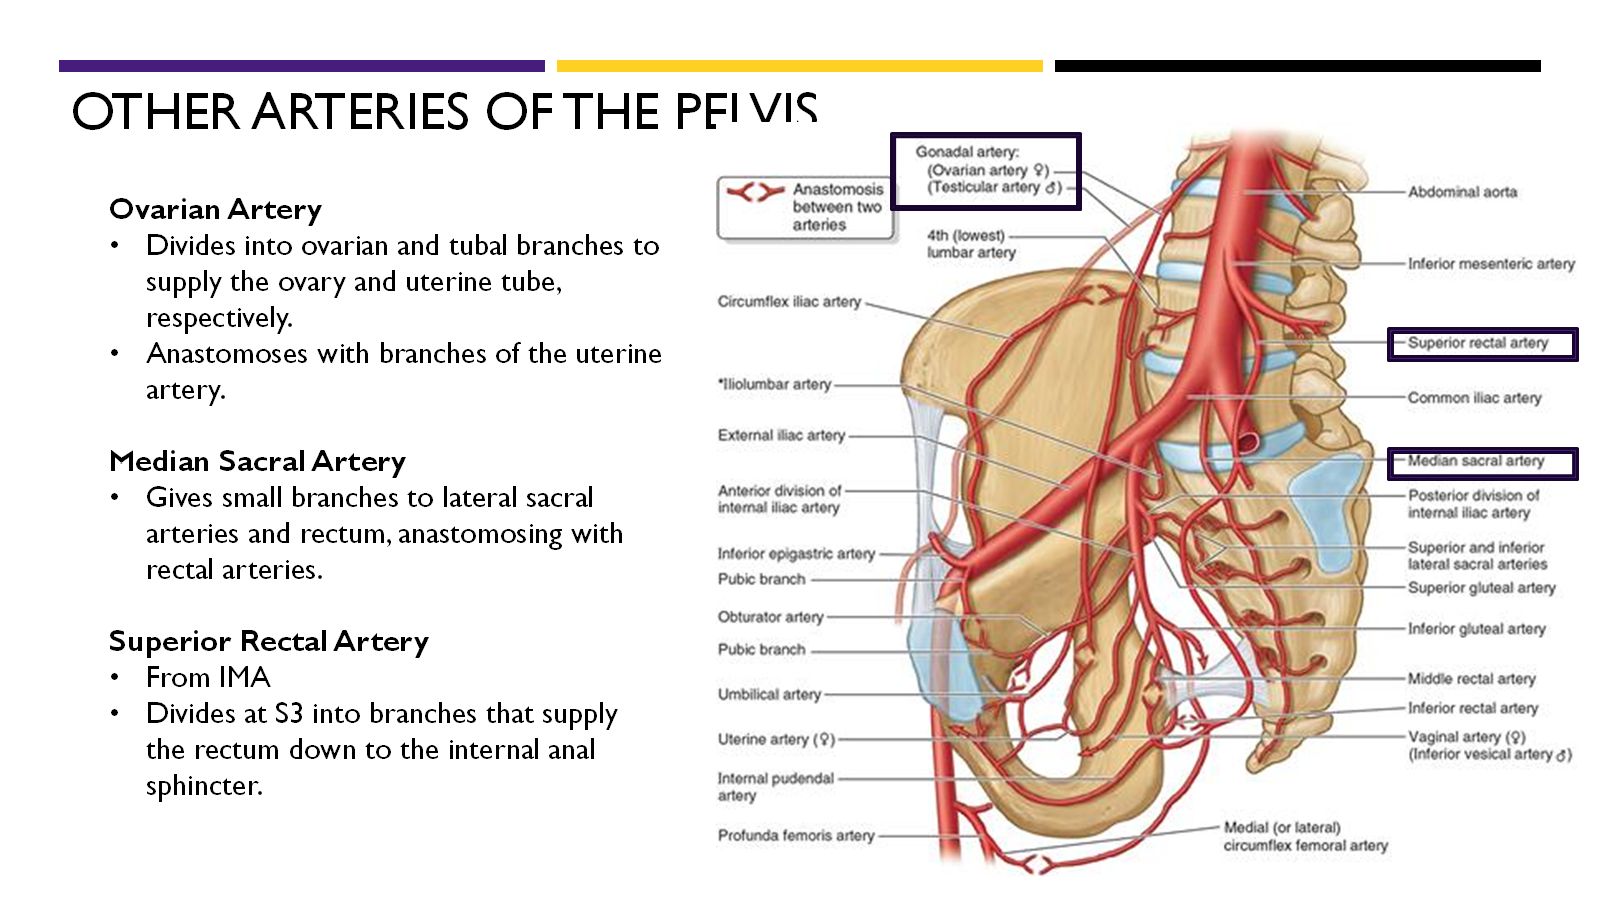 OTHER ARTERIES OF THE PELVIS
Ovarian Artery
• Divides into ovarian and tubal branches to
supply the ovary and uterine tube,
respectively.
• Anastomoses with branches of the uterine
artery.
Median Sacral Artery
• Gives small branches to lateral sacral
arteries and rectum, anastomosing with
rectal arteries.
Superior Rectal Artery
• From IMA
• Divides at S3 into branches that supply
the rectum down to the internal anal
sphincter.
Anastomosis
between two
arteries
Gonadal artery:
(Ovarian artery ♀)
(Testicular artery ♂)
4th (lowest)
lumbar artery
Circumflex iliac artery
*Iliolumbar artery
External iliac artery
Anterior division of
internal iliac artery
Inferior epigastric artery
Pubic branch
Obturator artery
Pubic branch
Umbilical artery
Uterine artery (♀)
Internal pudendal
artery
Profunda femoris artery
Abdominal aorta
Inferior mesenteric artery
Superior rectal artery
Common iliac artery
Median sacral artery
Posterior division of
internal iliac artery
Superior and inferior
lateral sacral arteries
Superior gluteal artery
Inferior gluteal artery
Middle rectal artery
Inferior rectal artery
Vaginal artery (♀)
(Inferior vesical artery ♂)
Medial (or lateral)
circumflex femoral artery